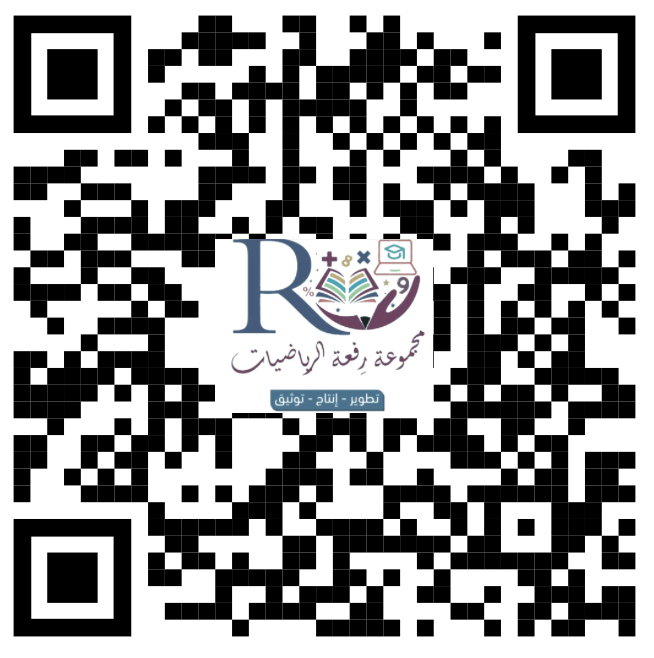 R
مجموعة رفعة الرياضيات
تطوير - إنتاج - توثيق